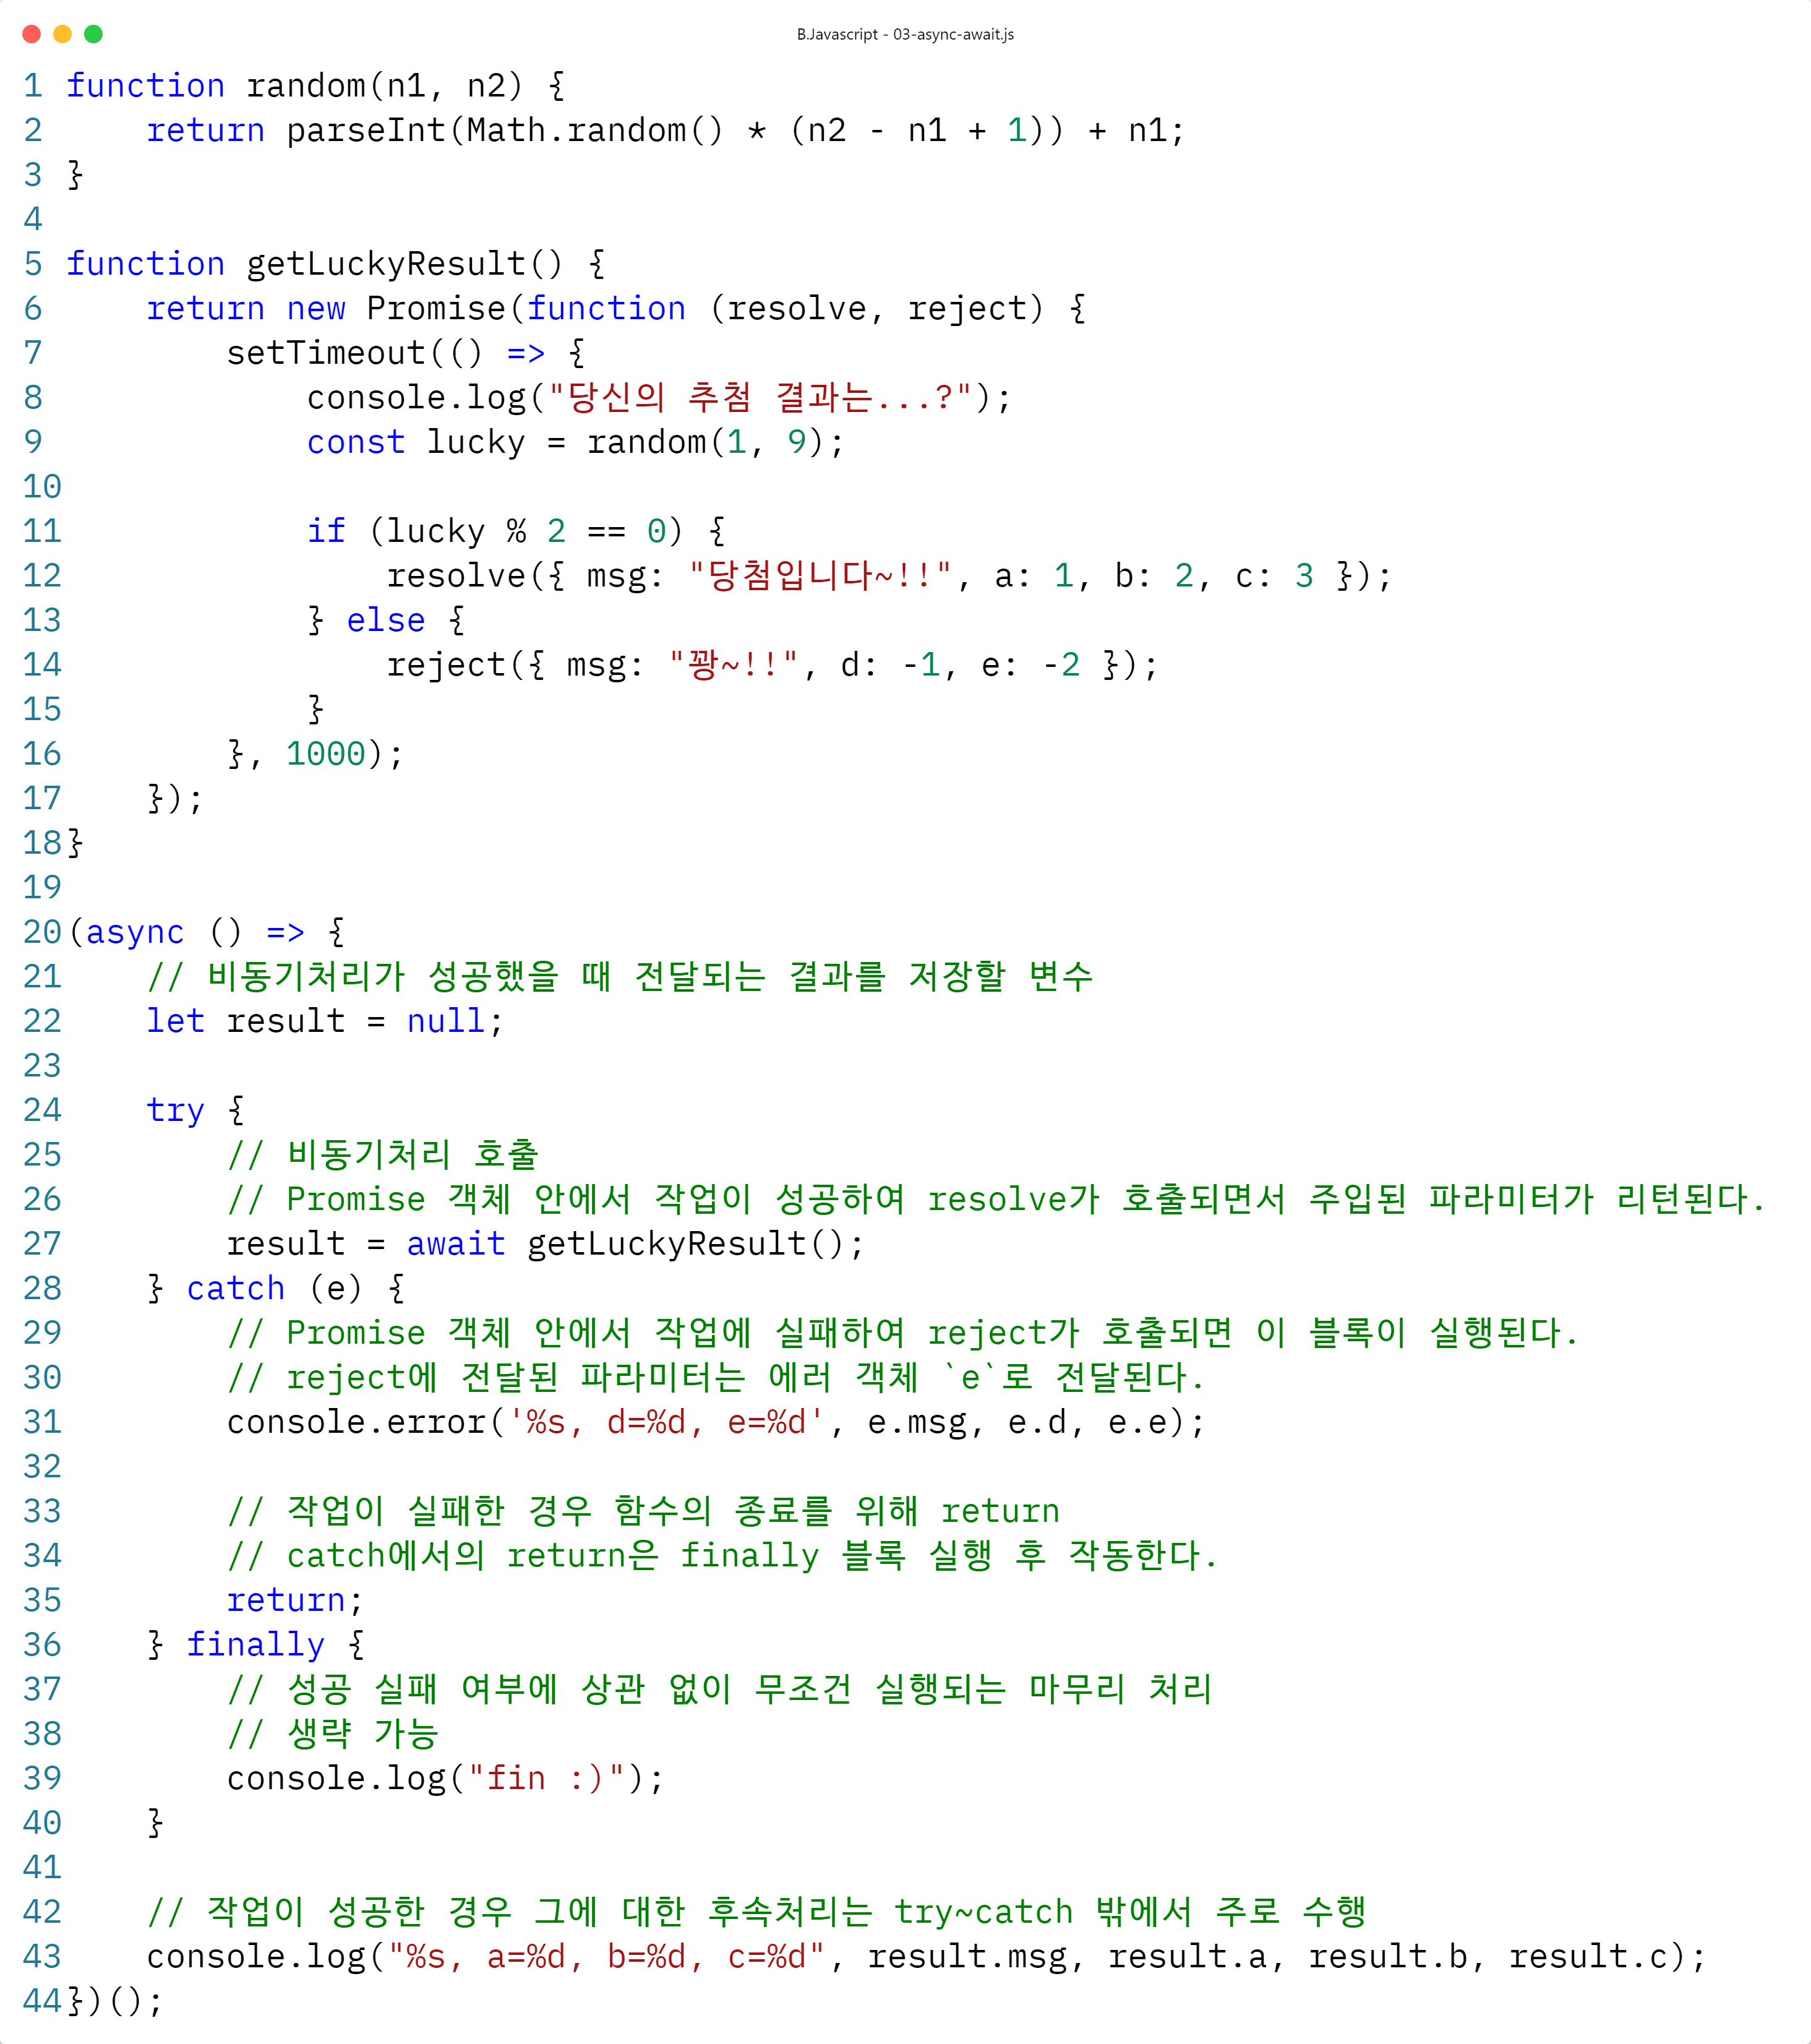 B.Javascript - 03-async-await.js
1 function random(n1, n2) {
2     return parseInt(Math.random() * (n2 - n1 + 1)) + n1;
3 }
4
5 function getLuckyResult() {
6     return new Promise(function (resolve, reject) {
7         setTimeout(() => {
8             console.log("당신의 추첨 결과는...?");
9             const lucky = random(1, 9);
10
11             if (lucky % 2 == 0) {
12                 resolve({ msg: "당첨입니다~!!", a: 1, b: 2, c: 3 });
13             } else {
14                 reject({ msg: "꽝~!!", d: -1, e: -2 });
15             }
16         }, 1000);
17     });
18 }
19
20 (async () => {
21     // 비동기처리가 성공했을 때 전달되는 결과를 저장할 변수
22     let result = null;
23
24     try {
25         // 비동기처리 호출
26         // Promise 객체 안에서 작업이 성공하여 resolve가 호출되면서 주입된 파라미터가 리턴된다.
27         result = await getLuckyResult();
28     } catch (e) {
29         // Promise 객체 안에서 작업에 실패하여 reject가 호출되면 이 블록이 실행된다.
30         // reject에 전달된 파라미터는 에러 객체 `e`로 전달된다.
31         console.error('%s, d=%d, e=%d', e.msg, e.d, e.e);
32
33         // 작업이 실패한 경우 함수의 종료를 위해 return
34         // catch에서의 return은 finally 블록 실행 후 작동한다.
35         return;
36     } finally {
37         // 성공 실패 여부에 상관 없이 무조건 실행되는 마무리 처리
38         // 생략 가능
39         console.log("fin :)");
40     }
41
42     // 작업이 성공한 경우 그에 대한 후속처리는 try~catch 밖에서 주로 수행
43     console.log("%s, a=%d, b=%d, c=%d", result.msg, result.a, result.b, result.c);
44 })();